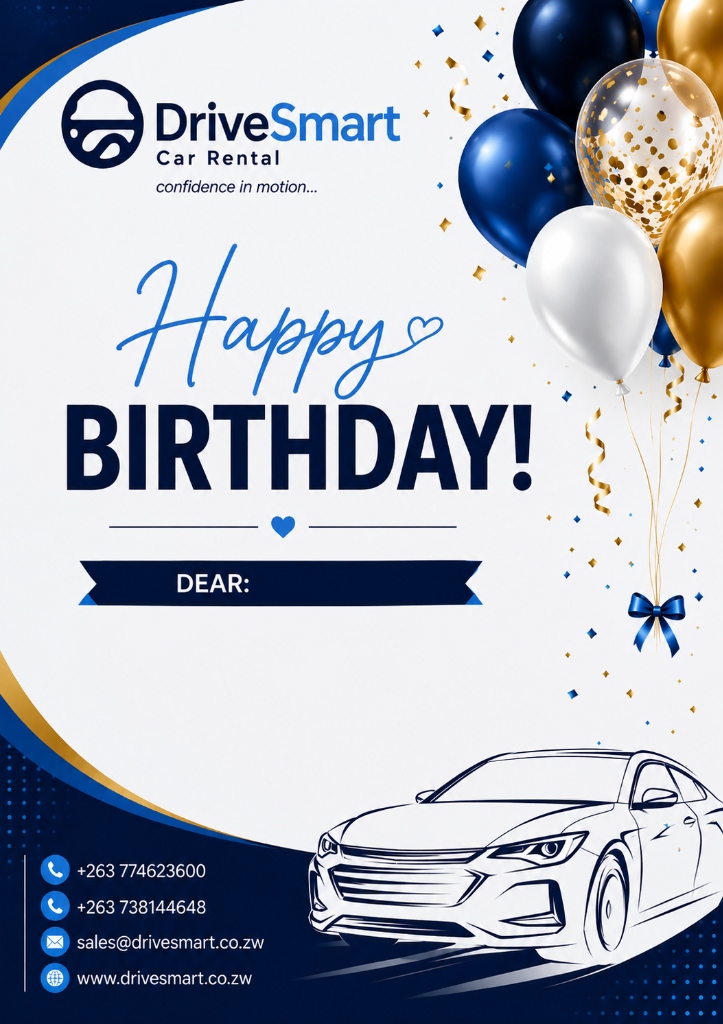 DriveSmart
Car Rental
confidence in motion...
Happy
BIRTHDAY!
DEAR:
+263 774623600
+263 738144648
sales@drivesmart.co.zw
www.drivesmart.co.zw